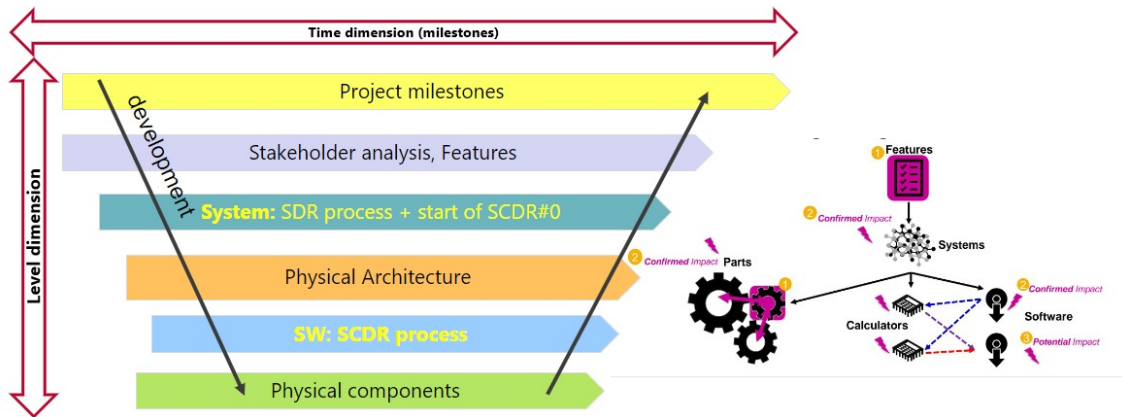 Time dimension (milestones)
Level dimension
Project milestones
development
Stakeholder analysis, Features
System: SDR process + start of SCDR#0
Physical Architecture
SW: SCDR process
Physical components
1 Features
2 Confirmed Impact
Systems
2 Confirmed Impact Parts
1
2 Confirmed Impact
Calculators
Software
3 Potential Impact